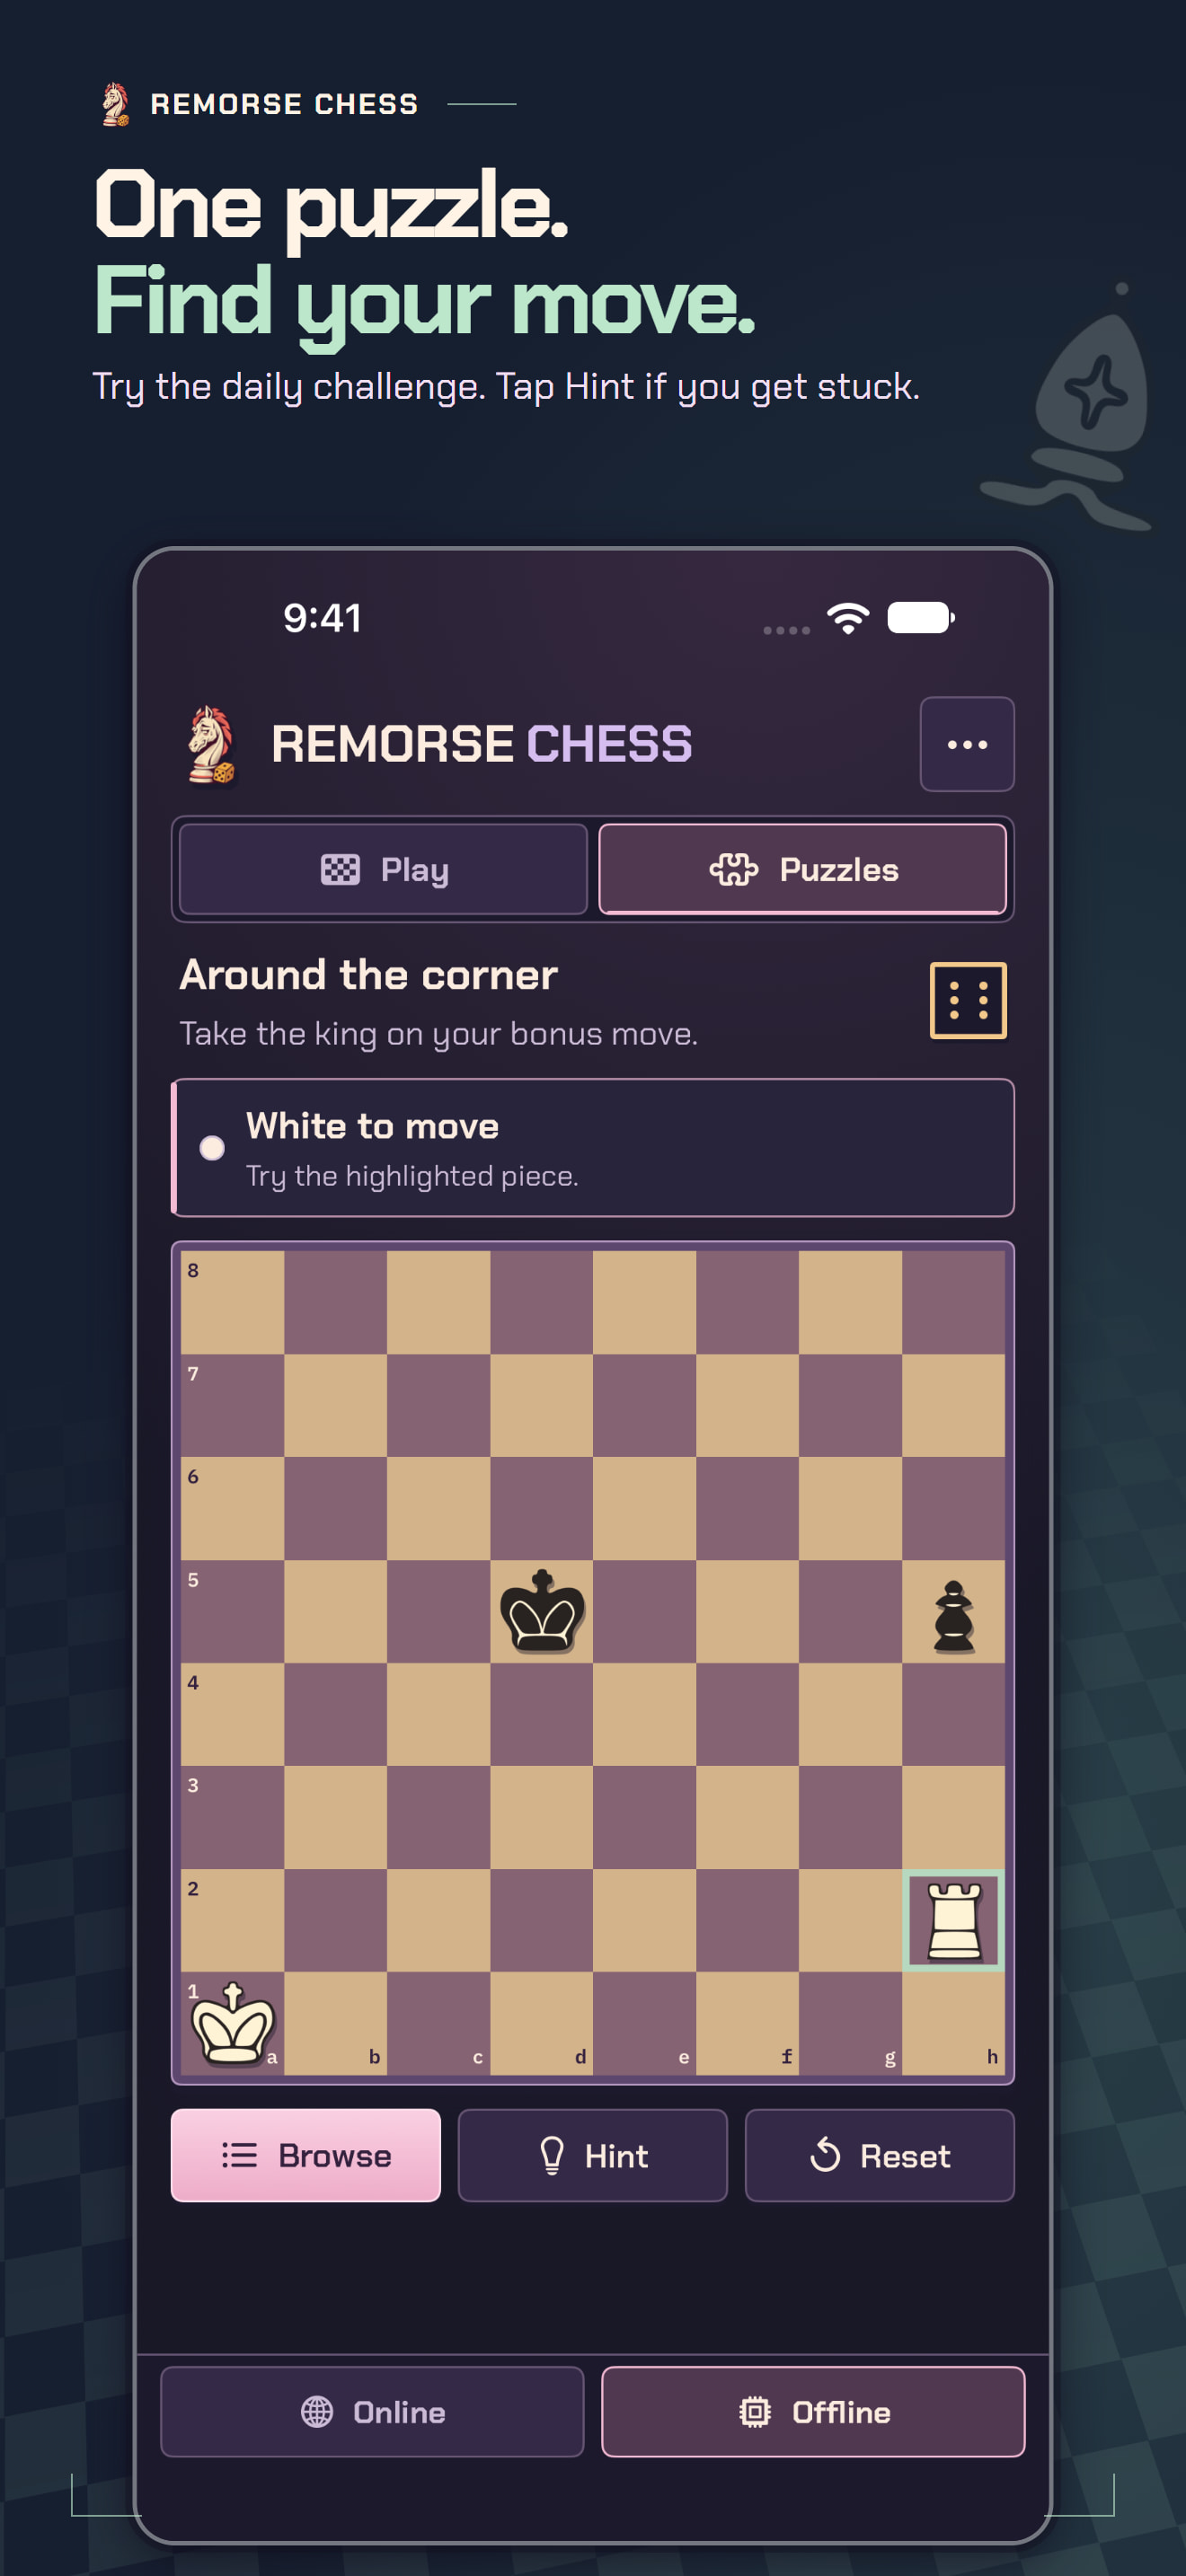 REMORSE CHESS
One puzzle.
Find your move.
Try the daily challenge. Tap Hint if you get stuck.
9:41
REMORSE CHESS
Play
Puzzles
Around the corner
Take the king on your bonus move.
White to move
Try the highlighted piece.
8
7
6
5
4
3
2
1
a b c d e f g h
Browse
Hint
Reset
Online
Offline